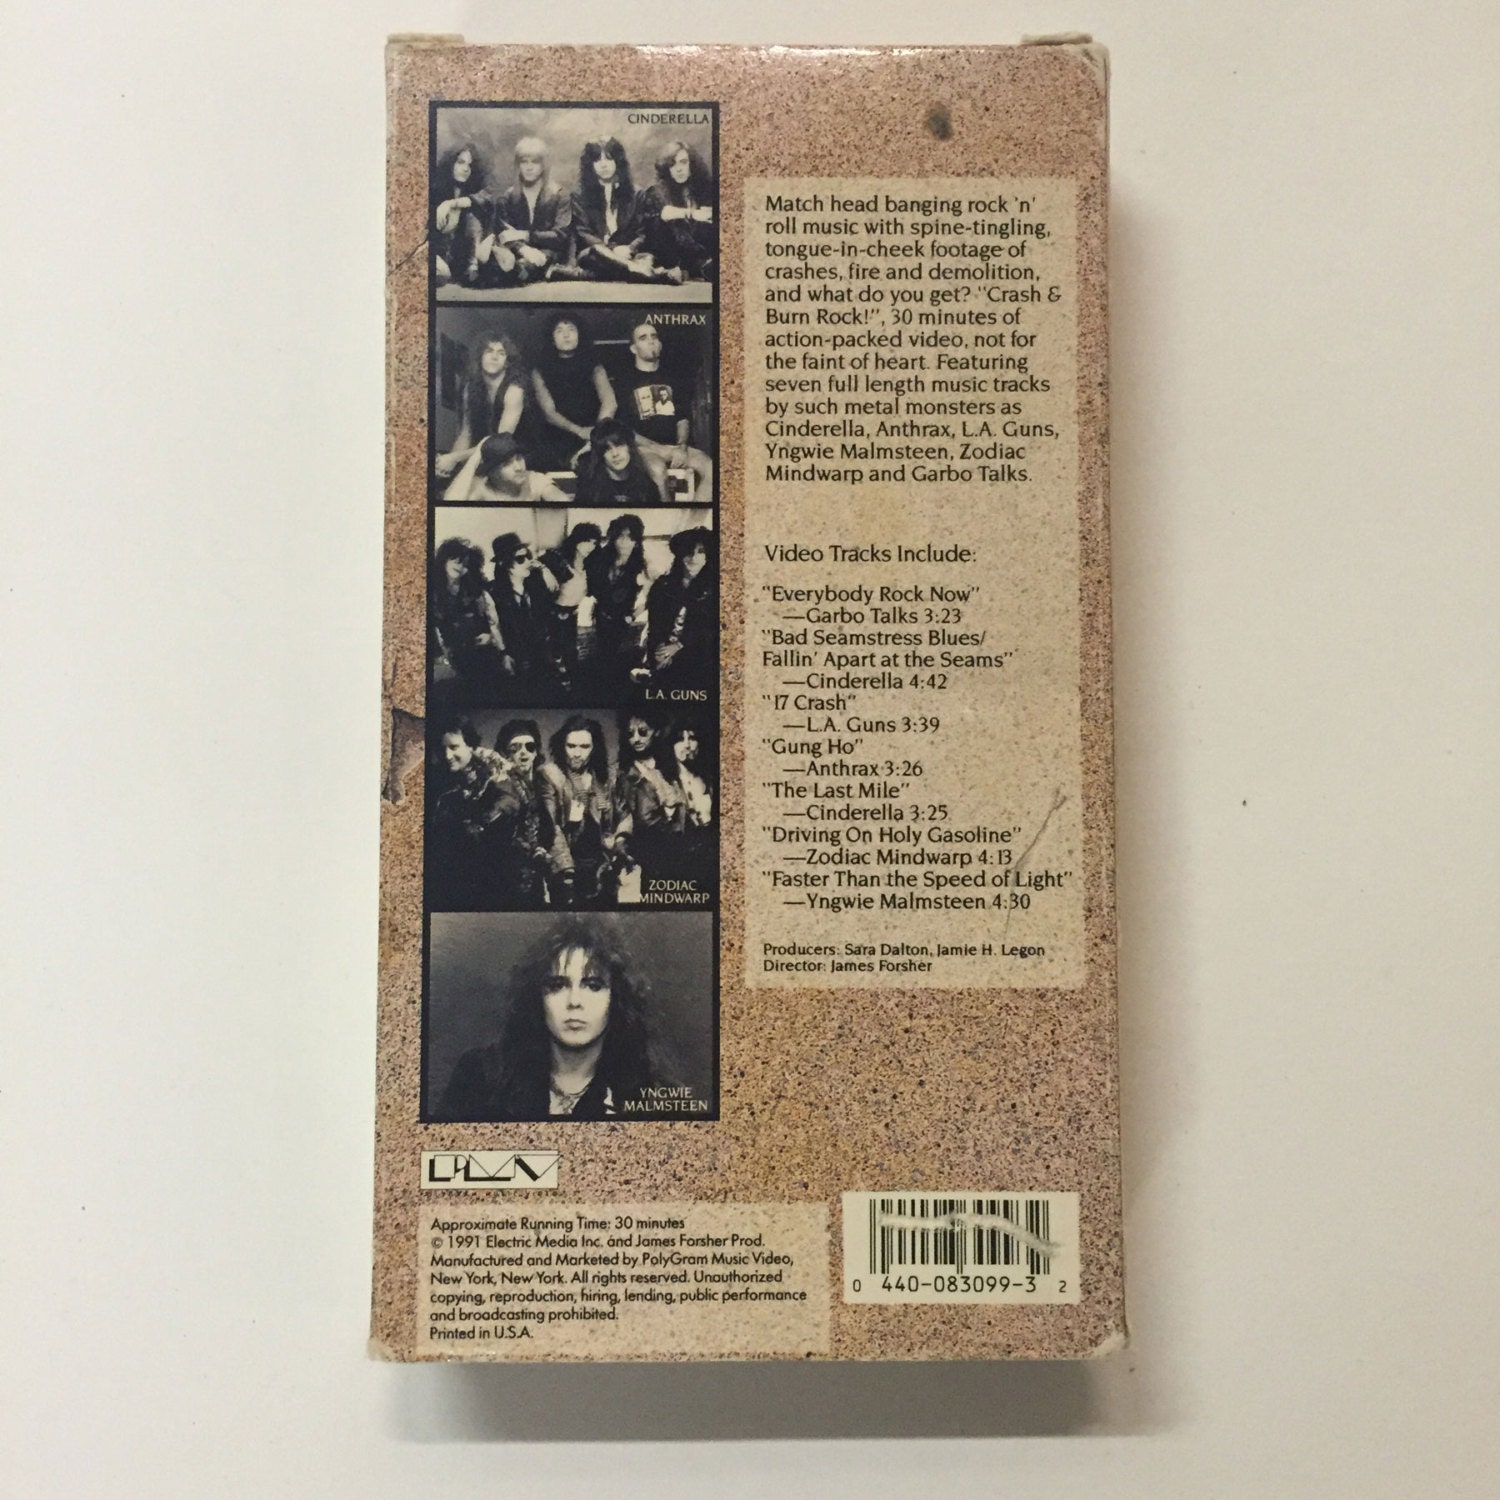 CINDERELLA
ANTHRAX
L.A. GUNS
ZODIAC
MINDWARP
YNGWIE
MALMSTEEN
Match head banging rock 'n'
roll music with spine-tingling,
tongue-in-cheek footage of
crashes, fire and demolition,
and what do you get? "Crash &
Burn Rock!", 30 minutes of
action-packed video, not for
the faint of heart. Featuring
seven full length music tracks
by such metal monsters as
Cinderella, Anthrax, L.A. Guns,
Yngwie Malmsteen, Zodiac
Mindwarp and Garbo Talks.
Video Tracks Include:
"Everybody Rock Now"
—Garbo Talks 3:23
"Bad Seamstress Blues/
Fallin' Apart at the Seams"
—Cinderella 4:42
"17 Crash"
—L.A. Guns 3:39
"Gung Ho"
—Anthrax 3:26
"The Last Mile"
—Cinderella 3:25
"Driving On Holy Gasoline"
—Zodiac Mindwarp 4:13
"Faster Than the Speed of Light"
—Yngwie Malmsteen 4:30
Producers: Sara Dalton, Jamie H. Legon
Director: James Forsher
PMV
Approximate Running Time: 30 minutes
© 1991 Electric Media Inc. and James Forsher Prod.
Manufactured and Marketed by PolyGram Music Video,
New York, New York. All rights reserved. Unauthorized
copying, reproduction, hiring, lending, public performance
and broadcasting prohibited.
Printed in U.S.A.
0 440-083099-3 2